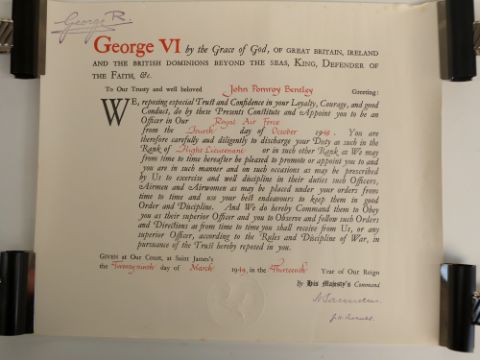 George R
George VI by the Grace of God, OF GREAT BRITAIN, IRELAND
AND THE BRITISH DOMINIONS BEYOND THE SEAS, KING, DEFENDER OF
THE FAITH, &c.
To Our Trusty and well beloved John Pomroy Bentley Greeting:
WE, reposing especial Trust and Confidence in your Loyalty, Courage, and good
Conduct, do by these Presents Constitute and Appoint you to be an
Officer in Our Royal Air Force
from the day of October 1948. You are
therefore carefully and diligently to discharge your Duty as such in the
Rank of Flight Lieutenant or in such other Rank as We may
from time to time hereafter be pleased to promote or appoint you to and
you are in such manner and on such occasions as may be prescribed
by Us to exercise and well discipline in their duties such Officers,
Airmen and Airwomen as may be placed under your orders from
time to time and use your best endeavours to keep them in good
Order and Discipline. And We do hereby Command them to Obey
you as their superior Officer and you to Observe and follow such Orders
and Directions as from time to time you shall receive from Us, or any
superior Officer, according to the Rules and Discipline of War, in
pursuance of the Trust hereby reposed in you.
GIVEN at Our Court, at Saint James's
the Twenty-ninth day of March 1949, in the Thirteenth Year of Our Reign
By His Majesty's Command